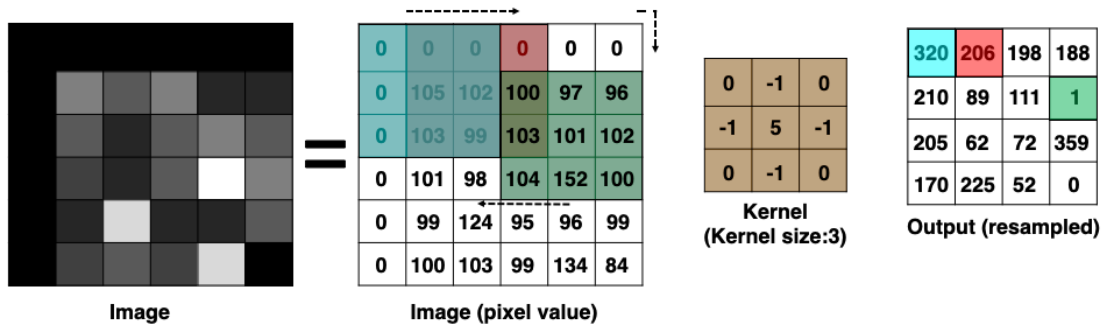 0 0 0 0 0 0
0 105 102 100 97 96
0 103 99 103 101 102
0 101 98 104 152 100
0 99 124 95 96 99
0 100 103 99 134 84
0 -1 0
-1 5 -1
0 -1 0
320 206 198 188
210 89 111 1
205 62 72 359
170 225 52 0
Image
Image (pixel value)
Kernel
(Kernel size:3)
Output (resampled)